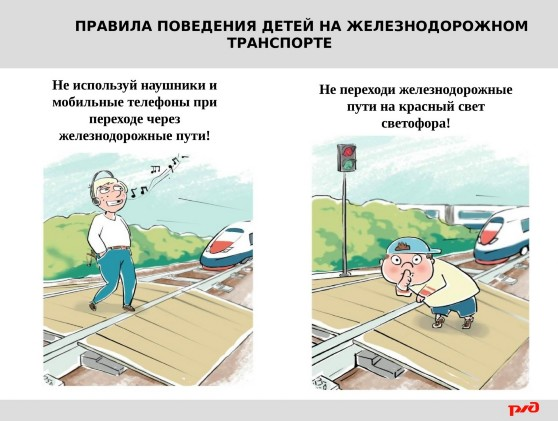 ПРАВИЛА ПОВЕДЕНИЯ ДЕТЕЙ НА ЖЕЛЕЗНОДОРОЖНОМ
ТРАНСПОРТЕ
Не используй наушники и
мобильные телефоны при
переходе через
железнодорожные пути!
Не переходи железнодорожные
пути на красный свет
светофора!
ржд